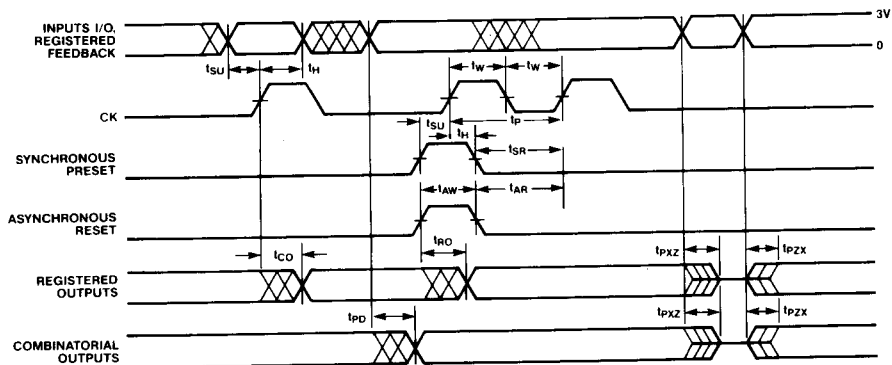 INPUTS I/O,
REGISTERED
FEEDBACK
3V
0
tSU
tH
tW
tW
CK
tSU
tH
tP
SYNCHRONOUS
PRESET
tSR
tAW
tAR
ASYNCHRONOUS
RESET
tCO
tRO
tPXZ
tPZX
REGISTERED
OUTPUTS
tPD
tPXZ
tPZX
COMBINATORIAL
OUTPUTS